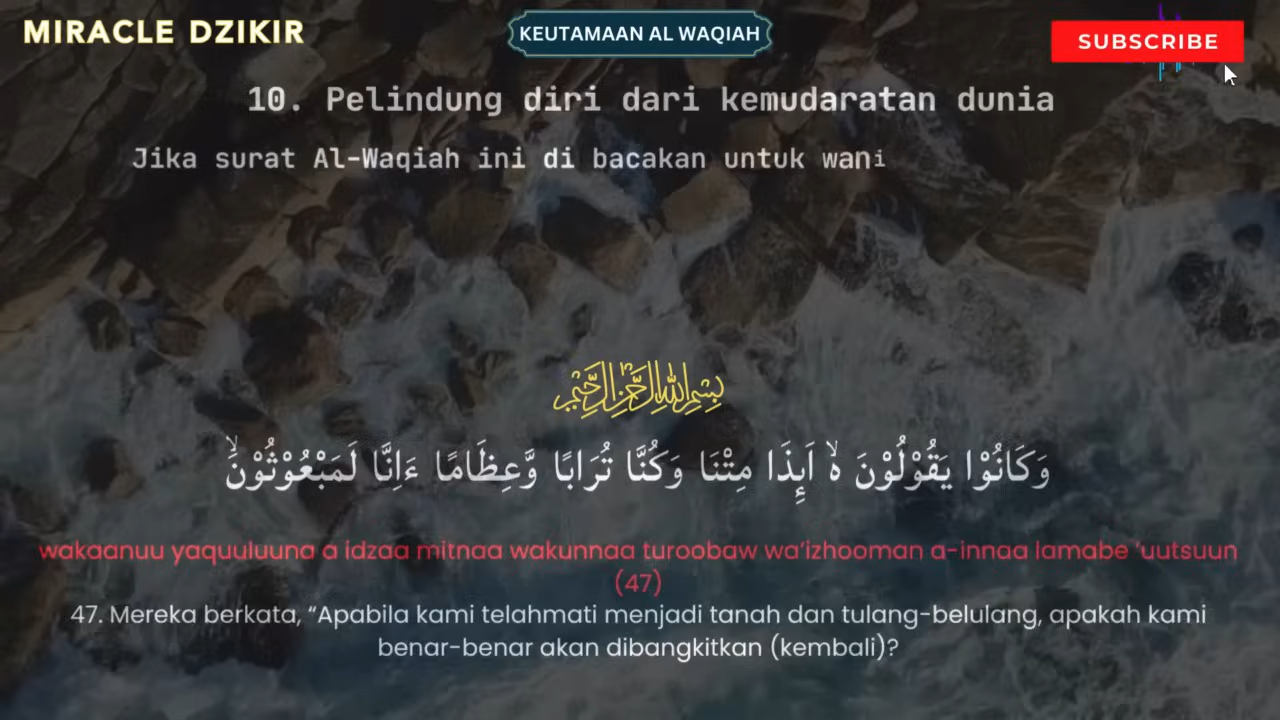 MIRACLE DZIKIR
KEUTAMAAN AL WAQIAH
SUBSCRIBE
10. Pelindung diri dari kemudaratan dunia
Jika surat Al-Waqiah ini di bacakan untuk wani
بِسْمِ اللهِ الرَّحْمٰنِ الرَّحِيْمِ
وَكَانُوْا يَقُوْلُوْنَ ەۙ اَىِٕذَا مِتْنَا وَكُنَّا تُرَابًا وَّعِظَامًا ءَاِنَّا لَمَبْعُوْثُوْنَۙ
wakaanuu yaquuluuna a idzaa mitnaa wakunnaa turoobaw wa'izhooman a-innaa lamabe 'uutsuun
(47)
47. Mereka berkata, “Apabila kami telahmati menjadi tanah dan tulang-belulang, apakah kami
benar-benar akan dibangkitkan (kembali)?